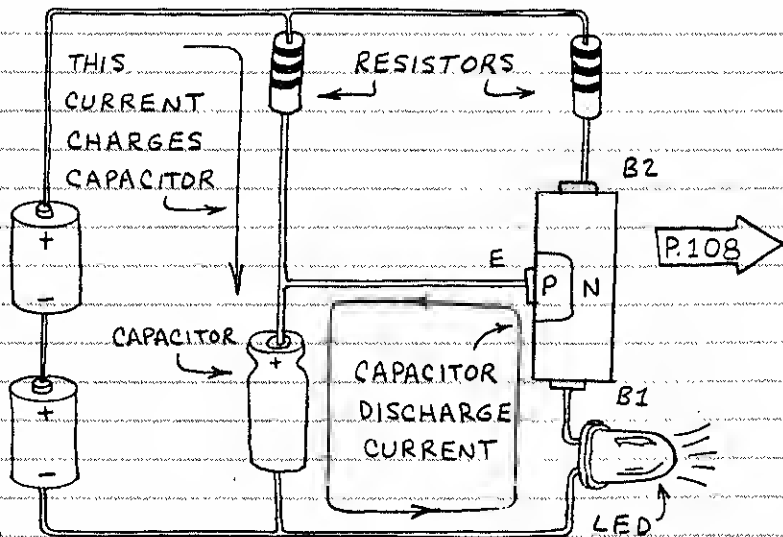 THIS
CURRENT
CHARGES
CAPACITOR
RESISTORS
B2
+
-
E
P
N
P.108
CAPACITOR
+
CAPACITOR
DISCHARGE
CURRENT
+
-
B1
LED